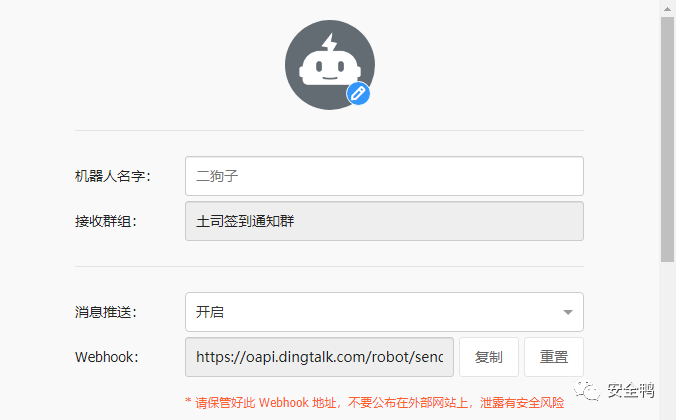 机器人名字：
二狗子
接收群组：
土司签到通知群
消息推送：
开启
Webhook：
https://oapi.dingtalk.com/robot/send
复制
重置
* 请保管好此 Webhook 地址，不要公布在外部网站上，泄露有安全风险
安全鸭